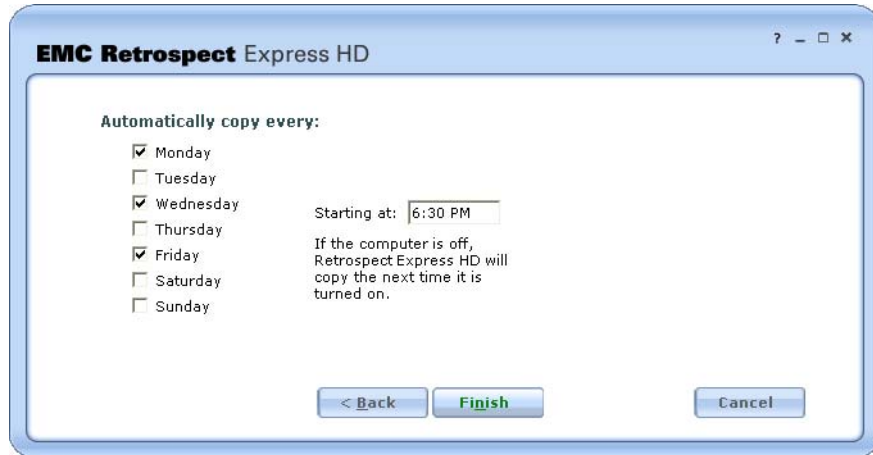 EMC Retrospect Express HD
?
Automatically copy every:
Monday
Tuesday
Wednesday
Thursday
Friday
Saturday
Sunday
Starting at: 6:30 PM
If the computer is off,
Retrospect Express HD will
copy the next time it is
turned on.
< Back
Finish
Cancel